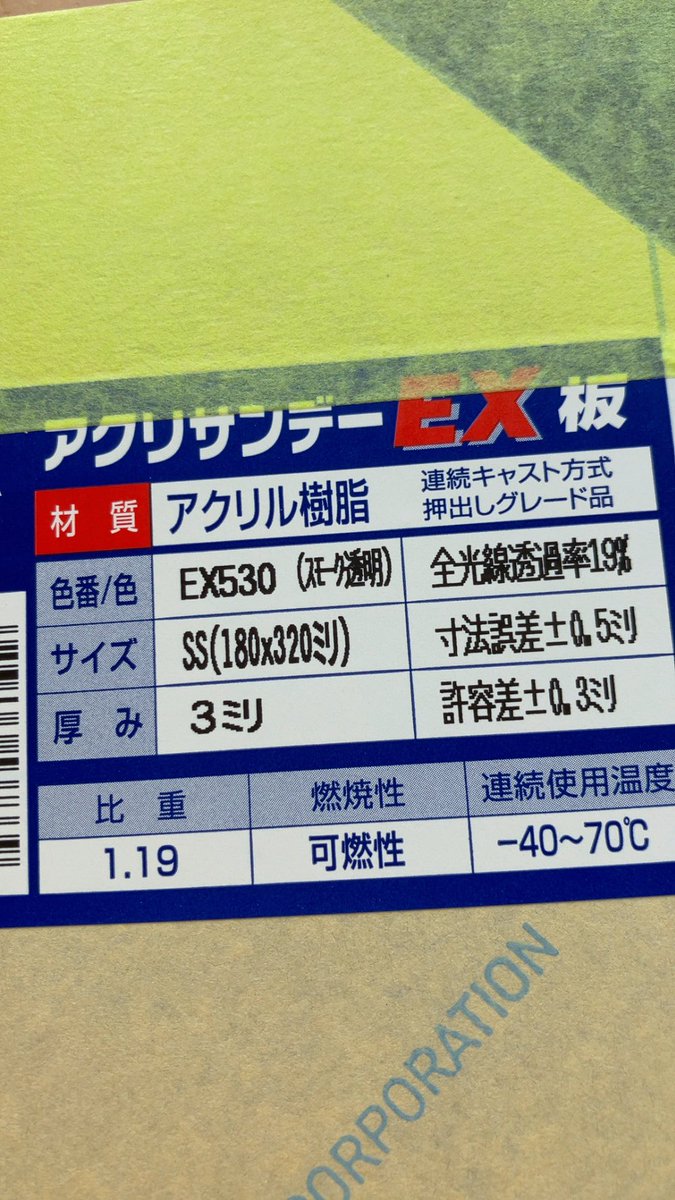 アクリサンデーEX板
材質 アクリル樹脂 連続キャスト方式
押出しグレード品
色番/色 EX530 (スモーク透明) 全光線透過率19%
サイズ SS(180x320ミリ) 寸法誤差±0.5ミリ
厚み 3ミリ 許容差±0.3ミリ
比重 燃焼性 連続使用温度
1.19 可燃性 -40~70℃
CORPORATION